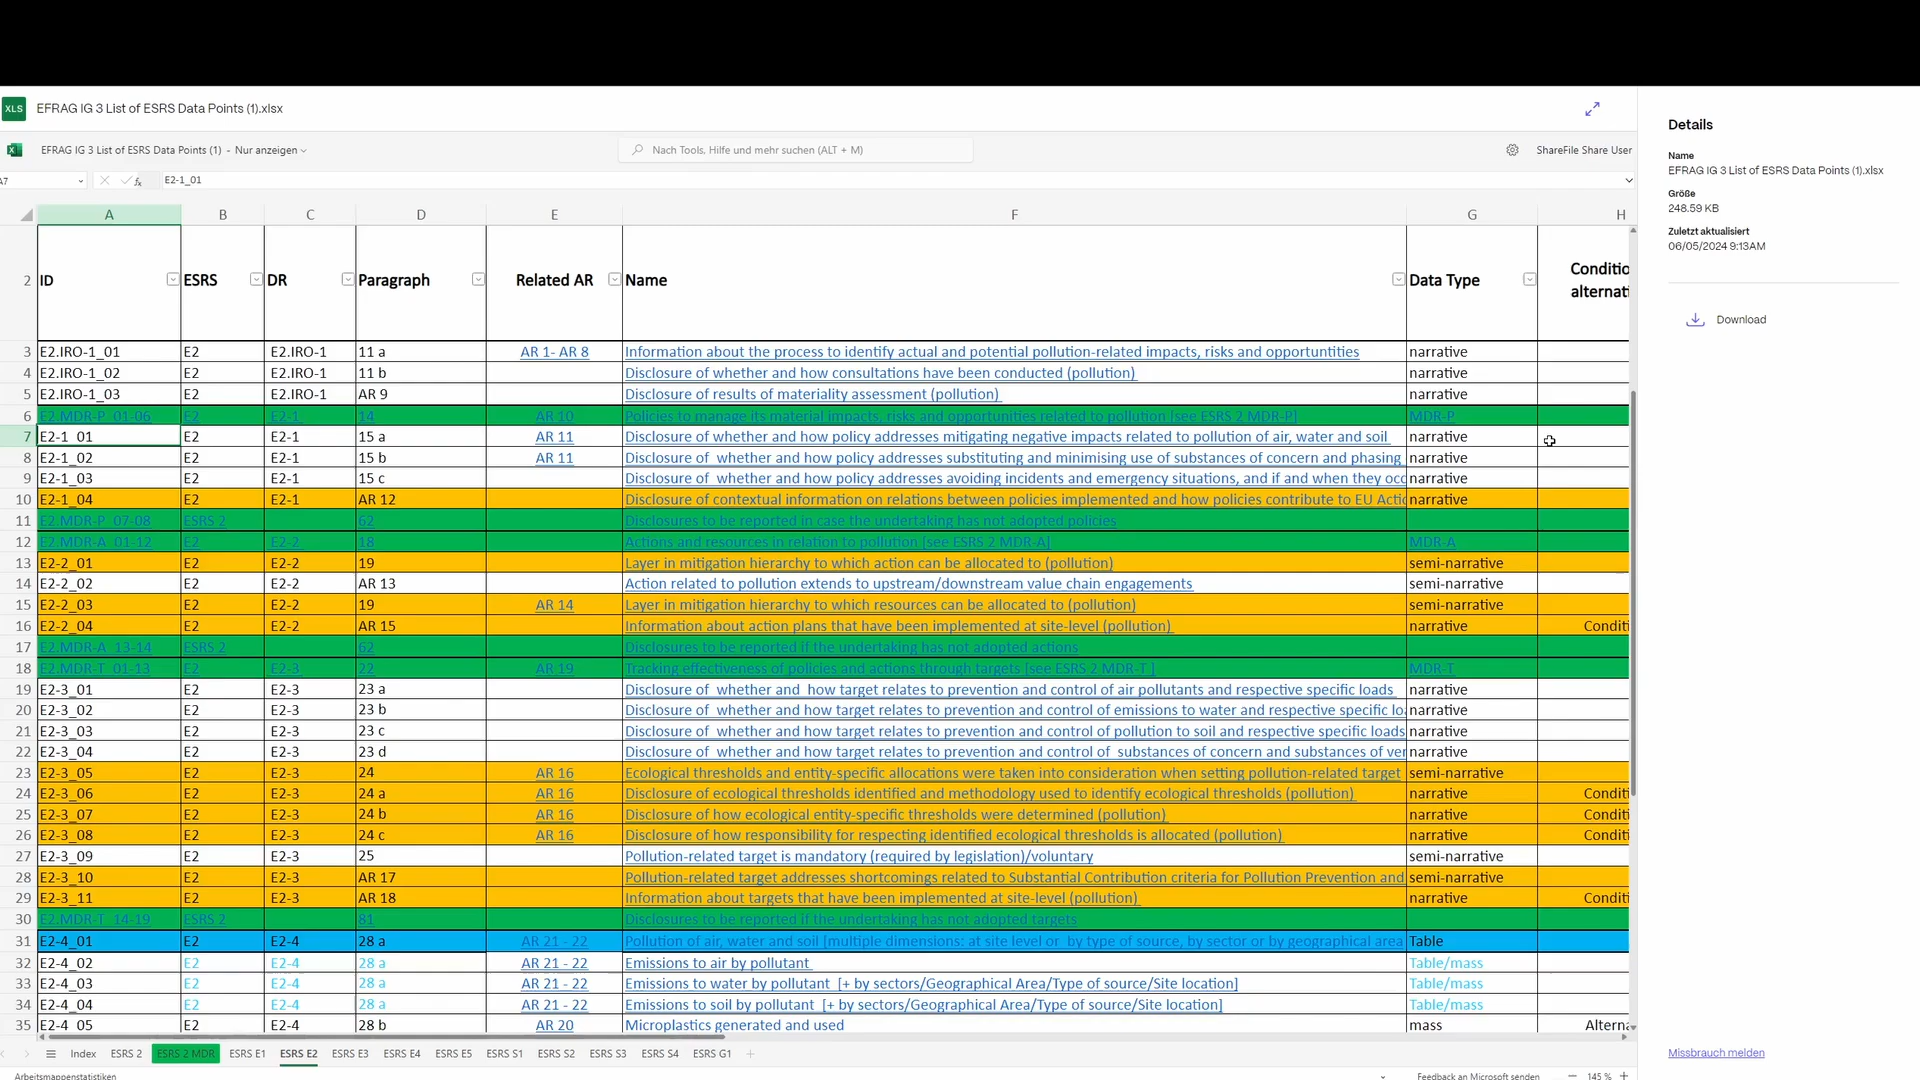 XLS EFRAG IG 3 List of ESRS Data Points (1).xlsx
EFRAG IG 3 List of ESRS Data Points (1) - Nur anzeigen
Nach Tools, Hilfe und mehr suchen (ALT + M)
ShareFile Share User
A7 fx E2-1_01
A B C D E F G H
2 ID ESRS DR Paragraph Related AR Name Data Type Conditio
alternati
3 E2.IRO-1_01 E2 E2.IRO-1 11 a AR 1- AR 8 Information about the process to identify actual and potential pollution-related impacts, risks and opportunities narrative
4 E2.IRO-1_02 E2 E2.IRO-1 11 b Disclosure of whether and how consultations have been conducted (pollution) narrative
5 E2.IRO-1_03 E2 E2.IRO-1 AR 9 Disclosure of results of materiality assessment (pollution) narrative
6 E2.MDR-P_01-06 E2 E2-1 14 AR 10 Policies to manage its material impacts, risks and opportunities related to pollution [see ESRS 2 MDR-P] MDR-P
7 E2-1_01 E2 E2-1 15 a AR 11 Disclosure of whether and how policy addresses mitigating negative impacts related to pollution of air, water and soil narrative
8 E2-1_02 E2 E2-1 15 b AR 11 Disclosure of whether and how policy addresses substituting and minimising use of substances of concern and phasing narrative
9 E2-1_03 E2 E2-1 15 c Disclosure of whether and how policy addresses avoiding incidents and emergency situations, and if and when they occ narrative
10 E2-1_04 E2 E2-1 AR 12 Disclosure of contextual information on relations between policies implemented and how policies contribute to EU Actio narrative
11 E2.MDR-P_07-08 ESRS 2 62 Disclosures to be reported in case the undertaking has not adopted policies
12 E2.MDR-A_01-12 E2 E2-2 18 Actions and resources in relation to pollution [see ESRS 2 MDR-A] MDR-A
13 E2-2_01 E2 E2-2 19 Layer in mitigation hierarchy to which action can be allocated to (pollution) semi-narrative
14 E2-2_02 E2 E2-2 AR 13 Action related to pollution extends to upstream/downstream value chain engagements semi-narrative
15 E2-2_03 E2 E2-2 19 AR 14 Layer in mitigation hierarchy to which resources can be allocated to (pollution) semi-narrative
16 E2-2_04 E2 E2-2 AR 15 Information about action plans that have been implemented at site-level (pollution) narrative Conditi
17 E2.MDR-A_13-14 ESRS 2 62 Disclosures to be reported if the undertaking has not adopted actions
18 E2.MDR-T_01-13 E2 E2-3 22 AR 19 Tracking effectiveness of policies and actions through targets [see ESRS 2 MDR-T ] MDR-T
19 E2-3_01 E2 E2-3 23 a Disclosure of whether and how target relates to prevention and control of air pollutants and respective specific loads narrative
20 E2-3_02 E2 E2-3 23 b Disclosure of whether and how target relates to prevention and control of emissions to water and respective specific loa narrative
21 E2-3_03 E2 E2-3 23 c Disclosure of whether and how target relates to prevention and control of pollution to soil and respective specific loads narrative
22 E2-3_04 E2 E2-3 23 d Disclosure of whether and how target relates to prevention and control of substances of concern and substances of ver narrative
23 E2-3_05 E2 E2-3 24 AR 16 Ecological thresholds and entity-specific allocations were taken into consideration when setting pollution-related target semi-narrative
24 E2-3_06 E2 E2-3 24 a AR 16 Disclosure of ecological thresholds identified and methodology used to identify ecological thresholds (pollution) narrative Conditi
25 E2-3_07 E2 E2-3 24 b AR 16 Disclosure of how ecological entity-specific thresholds were determined (pollution) narrative Conditi
26 E2-3_08 E2 E2-3 24 c AR 16 Disclosure of how responsibility for respecting identified ecological thresholds is allocated (pollution) narrative Conditi
27 E2-3_09 E2 E2-3 25 Pollution-related target is mandatory (required by legislation)/voluntary semi-narrative
28 E2-3_10 E2 E2-3 AR 17 Pollution-related target addresses shortcomings related to Substantial Contribution criteria for Pollution Prevention and semi-narrative
29 E2-3_11 E2 E2-3 AR 18 Information about targets that have been implemented at site-level (pollution) narrative Conditi
30 E2.MDR-T_14-19 ESRS 2 81 Disclosures to be reported if the undertaking has not adopted targets
31 E2-4_01 E2 E2-4 28 a AR 21 - 22 Pollution of air, water and soil [multiple dimensions: at site level or by type of source, by sector or by geographical area Table
32 E2-4_02 E2 E2-4 28 a AR 21 - 22 Emissions to air by pollutant Table/mass
33 E2-4_03 E2 E2-4 28 a AR 21 - 22 Emissions to water by pollutant [+ by sectors/Geographical Area/Type of source/Site location] Table/mass
34 E2-4_04 E2 E2-4 28 a AR 21 - 22 Emissions to soil by pollutant [+ by sectors/Geographical Area/Type of source/Site location] Table/mass
35 E2-4_05 E2 E2-4 28 b AR 20 Microplastics generated and used mass Alterna
Index ESRS 2 ESRS 2 MDR ESRS E1 ESRS E2 ESRS E3 ESRS E4 ESRS E5 ESRS S1 ESRS S2 ESRS S3 ESRS S4 ESRS G1
Arbeitsmappenstatistiken Feedback an Microsoft senden 145 %
Details
Name
EFRAG IG 3 List of ESRS Data Points (1).xlsx
Größe
248.59 KB
Zuletzt aktualisiert
06/05/2024 9:13AM
Download
Missbrauch melden